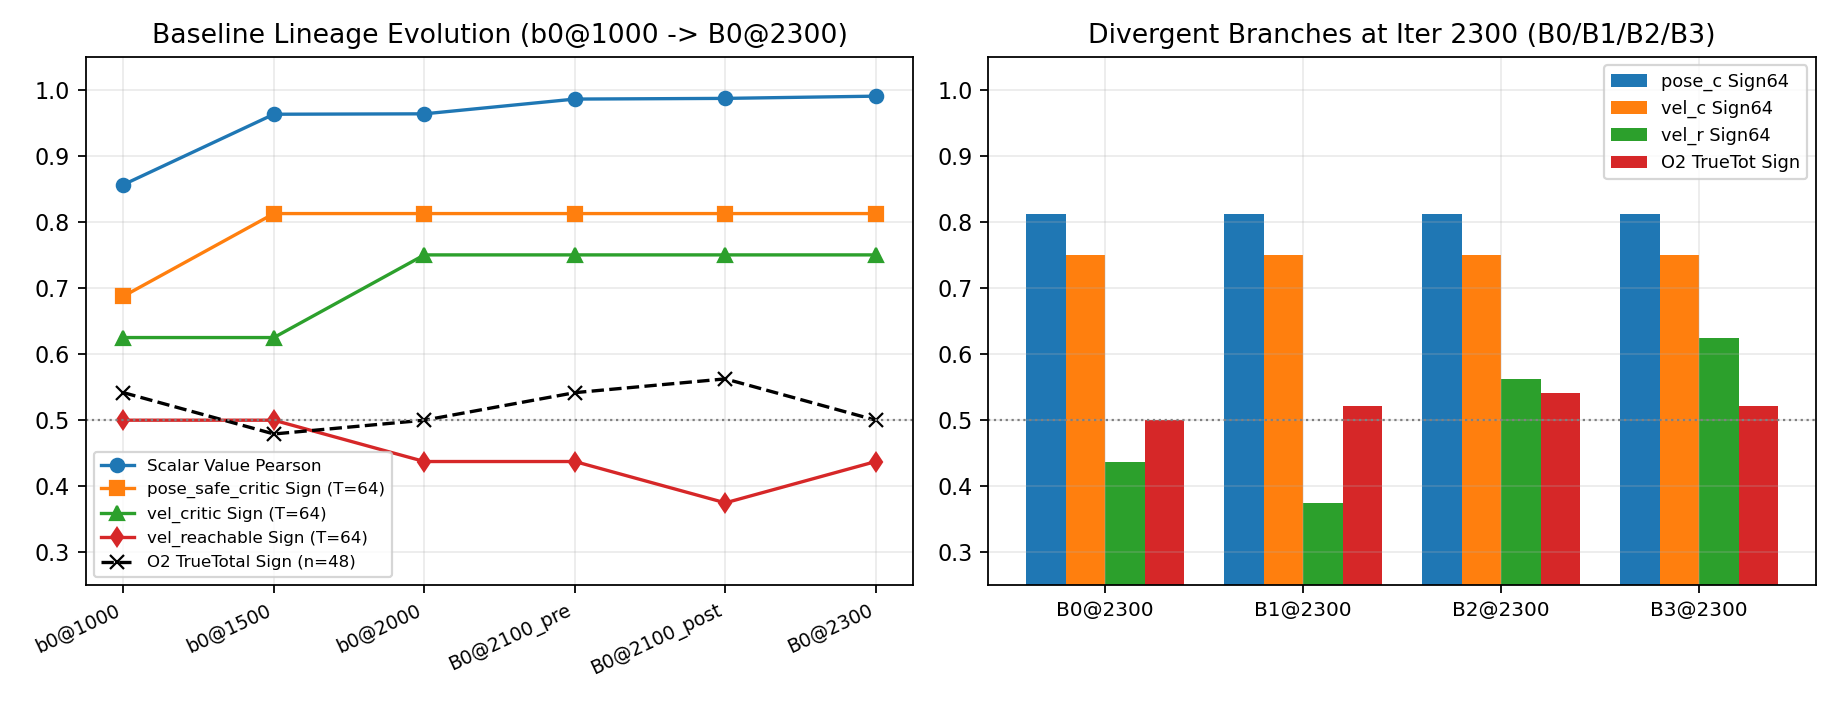 Baseline Lineage Evolution (b0@1000 -> B0@2300)
1.0
0.9
0.8
0.7
0.6
0.5
0.4
0.3
Scalar Value Pearson
pose_safe_critic Sign (T=64)
vel_critic Sign (T=64)
vel_reachable Sign (T=64)
O2 TrueTotal Sign (n=48)
b0@1000
b0@1500
b0@2000
B0@2100_pre
B0@2100_post
B0@2300
Divergent Branches at Iter 2300 (B0/B1/B2/B3)
1.0
0.9
0.8
0.7
0.6
0.5
0.4
0.3
pose_c Sign64
vel_c Sign64
vel_r Sign64
O2 TrueTot Sign
B0@2300
B1@2300
B2@2300
B3@2300